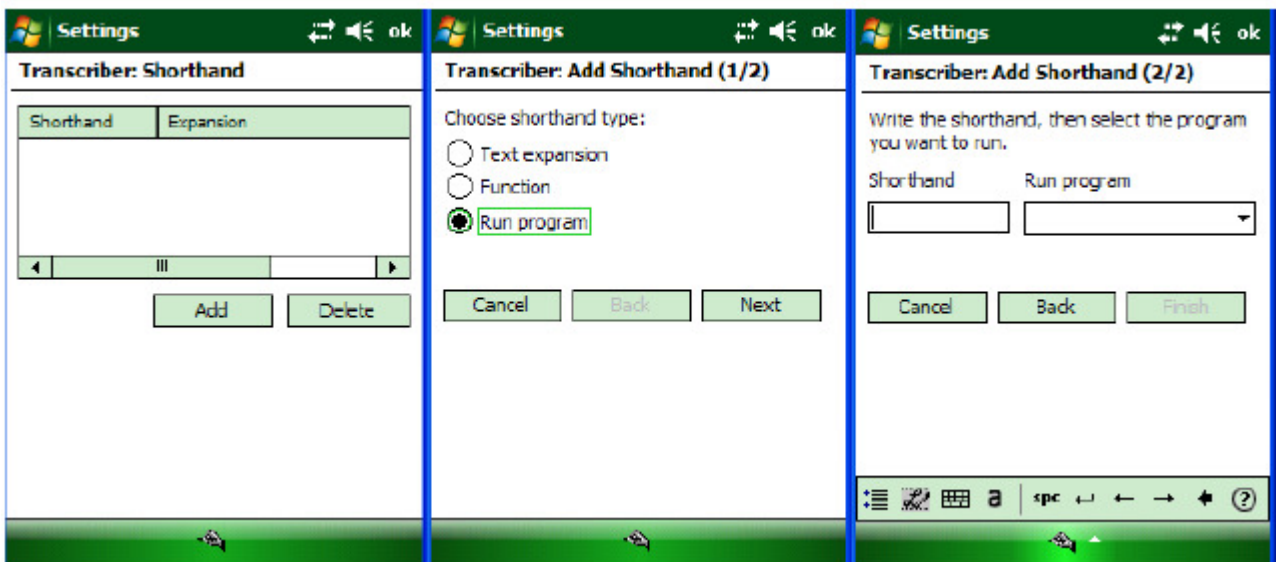 Settings ok
Transcriber: Shorthand
Shorthand Expansion
Add Delete
Settings ok
Transcriber: Add Shorthand (1/2)
Choose shorthand type:
Text expansion
Function
Run program
Cancel Back Next
Settings ok
Transcriber: Add Shorthand (2/2)
Write the shorthand, then select the program
you want to run.
Shorthand Run program
Cancel Back Finish
a spc ?